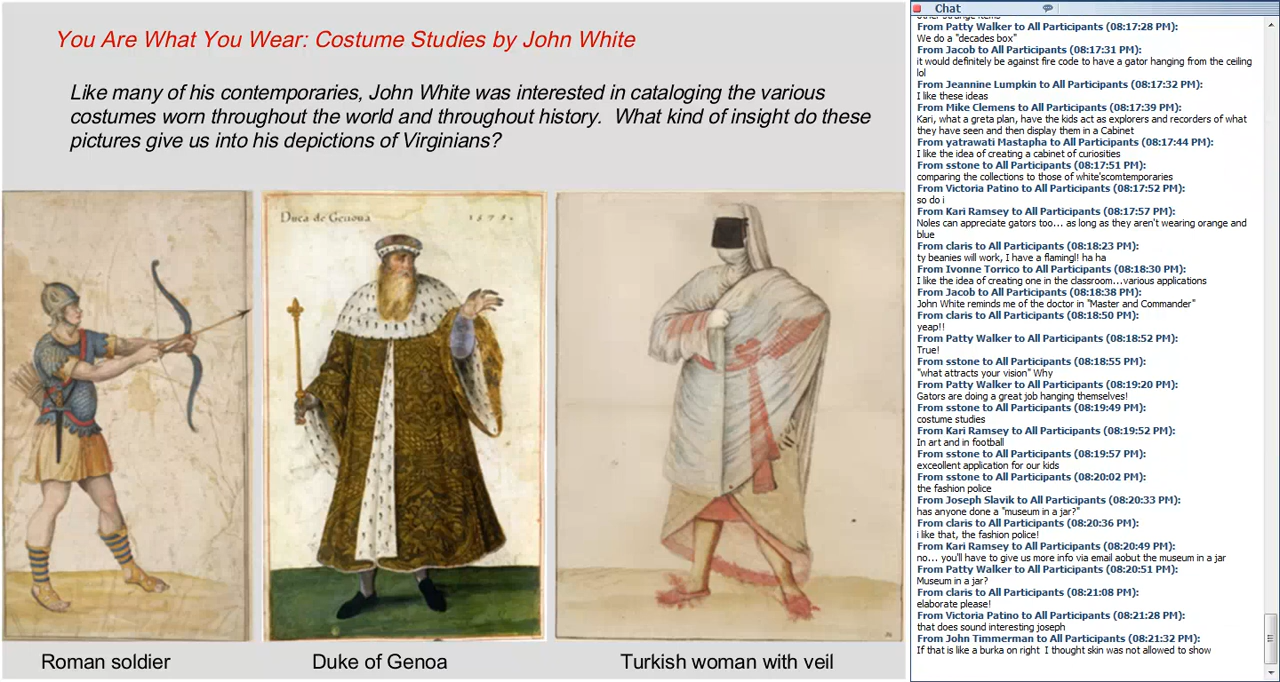 You Are What You Wear: Costume Studies by John White
Like many of his contemporaries, John White was interested in cataloging the various
costumes worn throughout the world and throughout history.  What kind of insight do these
pictures give us into his depictions of Virginians?
Duca de Genoua
Roman soldier
Duke of Genoa
Turkish woman with veil
Chat
From Patty Walker to All Participants (08:17:28 PM):
We do a "decades box"
From Jacob to All Participants (08:17:31 PM):
it would definitely be against fire code to have a gator hanging from the ceiling
lol
From Jeannine Lumpkin to All Participants (08:17:32 PM):
I like these ideas
From Mike Clemens to All Participants (08:17:39 PM):
Kari, what a greta plan, have the kids act as explorers and recorders of what
they have seen and then display them in a Cabinet
From yatrawati Mastapha to All Participants (08:17:44 PM):
I like the idea of creating a cabinet of curiosities
From sstone to All Participants (08:17:51 PM):
comparing the collections to those of white'scomtemporaries
From Victoria Patino to All Participants (08:17:52 PM):
so do i
From Kari Ramsey to All Participants (08:17:57 PM):
Noles can appreciate gators too... as long as they aren't wearing orange and
blue
From claris to All Participants (08:18:23 PM):
ty beanies will work, I have a flaming!! ha ha
From Ivonne Torrico to All Participants (08:18:30 PM):
I like the idea of creating one in the classroom...various applications
From Jacob to All Participants (08:18:38 PM):
John White reminds me of the doctor in "Master and Commander"
From claris to All Participants (08:18:50 PM):
yeap!!
From Patty Walker to All Participants (08:18:52 PM):
True!
From sstone to All Participants (08:18:55 PM):
"what attracts your vision" Why
From Patty Walker to All Participants (08:19:20 PM):
Gators are doing a great job hanging themselves!
From sstone to All Participants (08:19:49 PM):
costume studies
From Kari Ramsey to All Participants (08:19:52 PM):
In art and in football
From sstone to All Participants (08:19:57 PM):
exceollent application for our kids
From sstone to All Participants (08:20:02 PM):
the fashion police
From Joseph Slavik to All Participants (08:20:33 PM):
has anyone done a "museum in a jar?"
From claris to All Participants (08:20:36 PM):
i like that, the fashion police!
From Kari Ramsey to All Participants (08:20:49 PM):
no... you'll have to give us more info via email aobut the museum in a jar
From Patty Walker to All Participants (08:20:51 PM):
Museum in a jar?
From claris to All Participants (08:21:08 PM):
elaborate please!
From Victoria Patino to All Participants (08:21:28 PM):
that does sound interesting joseph
From John Timmerman to All Participants (08:21:32 PM):
If that is like a burka on right  I thought skin was not allowed to show